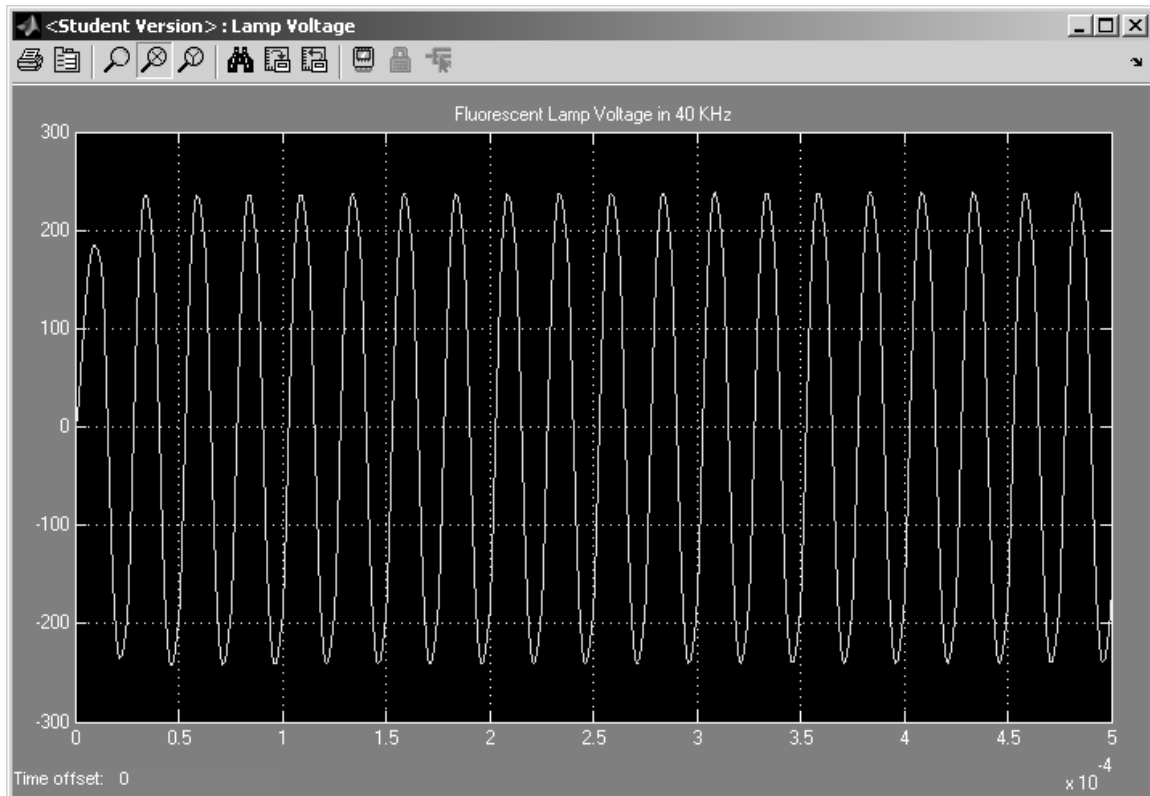 <Student Version> : Lamp Voltage
Fluorescent Lamp Voltage in 40 KHz
300
200
100
0
-100
-200
-300
0 0.5 1 1.5 2 2.5 3 3.5 4 4.5 5
x 10 -4
Time offset: 0